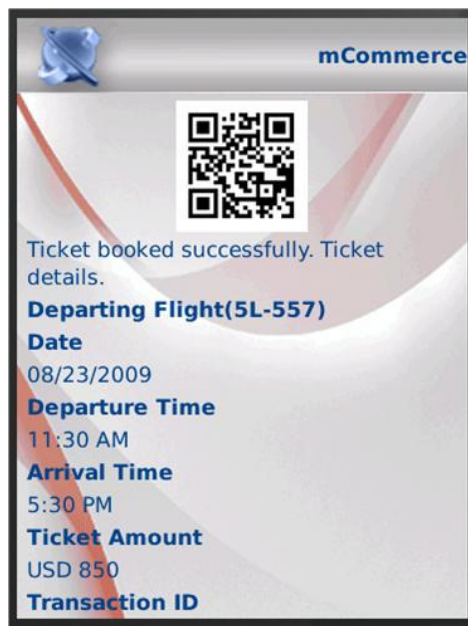 mCommerce
Ticket booked successfully. Ticket
details.
Departing Flight(5L-557)
Date
08/23/2009
Departure Time
11:30 AM
Arrival Time
5:30 PM
Ticket Amount
USD 850
Transaction ID